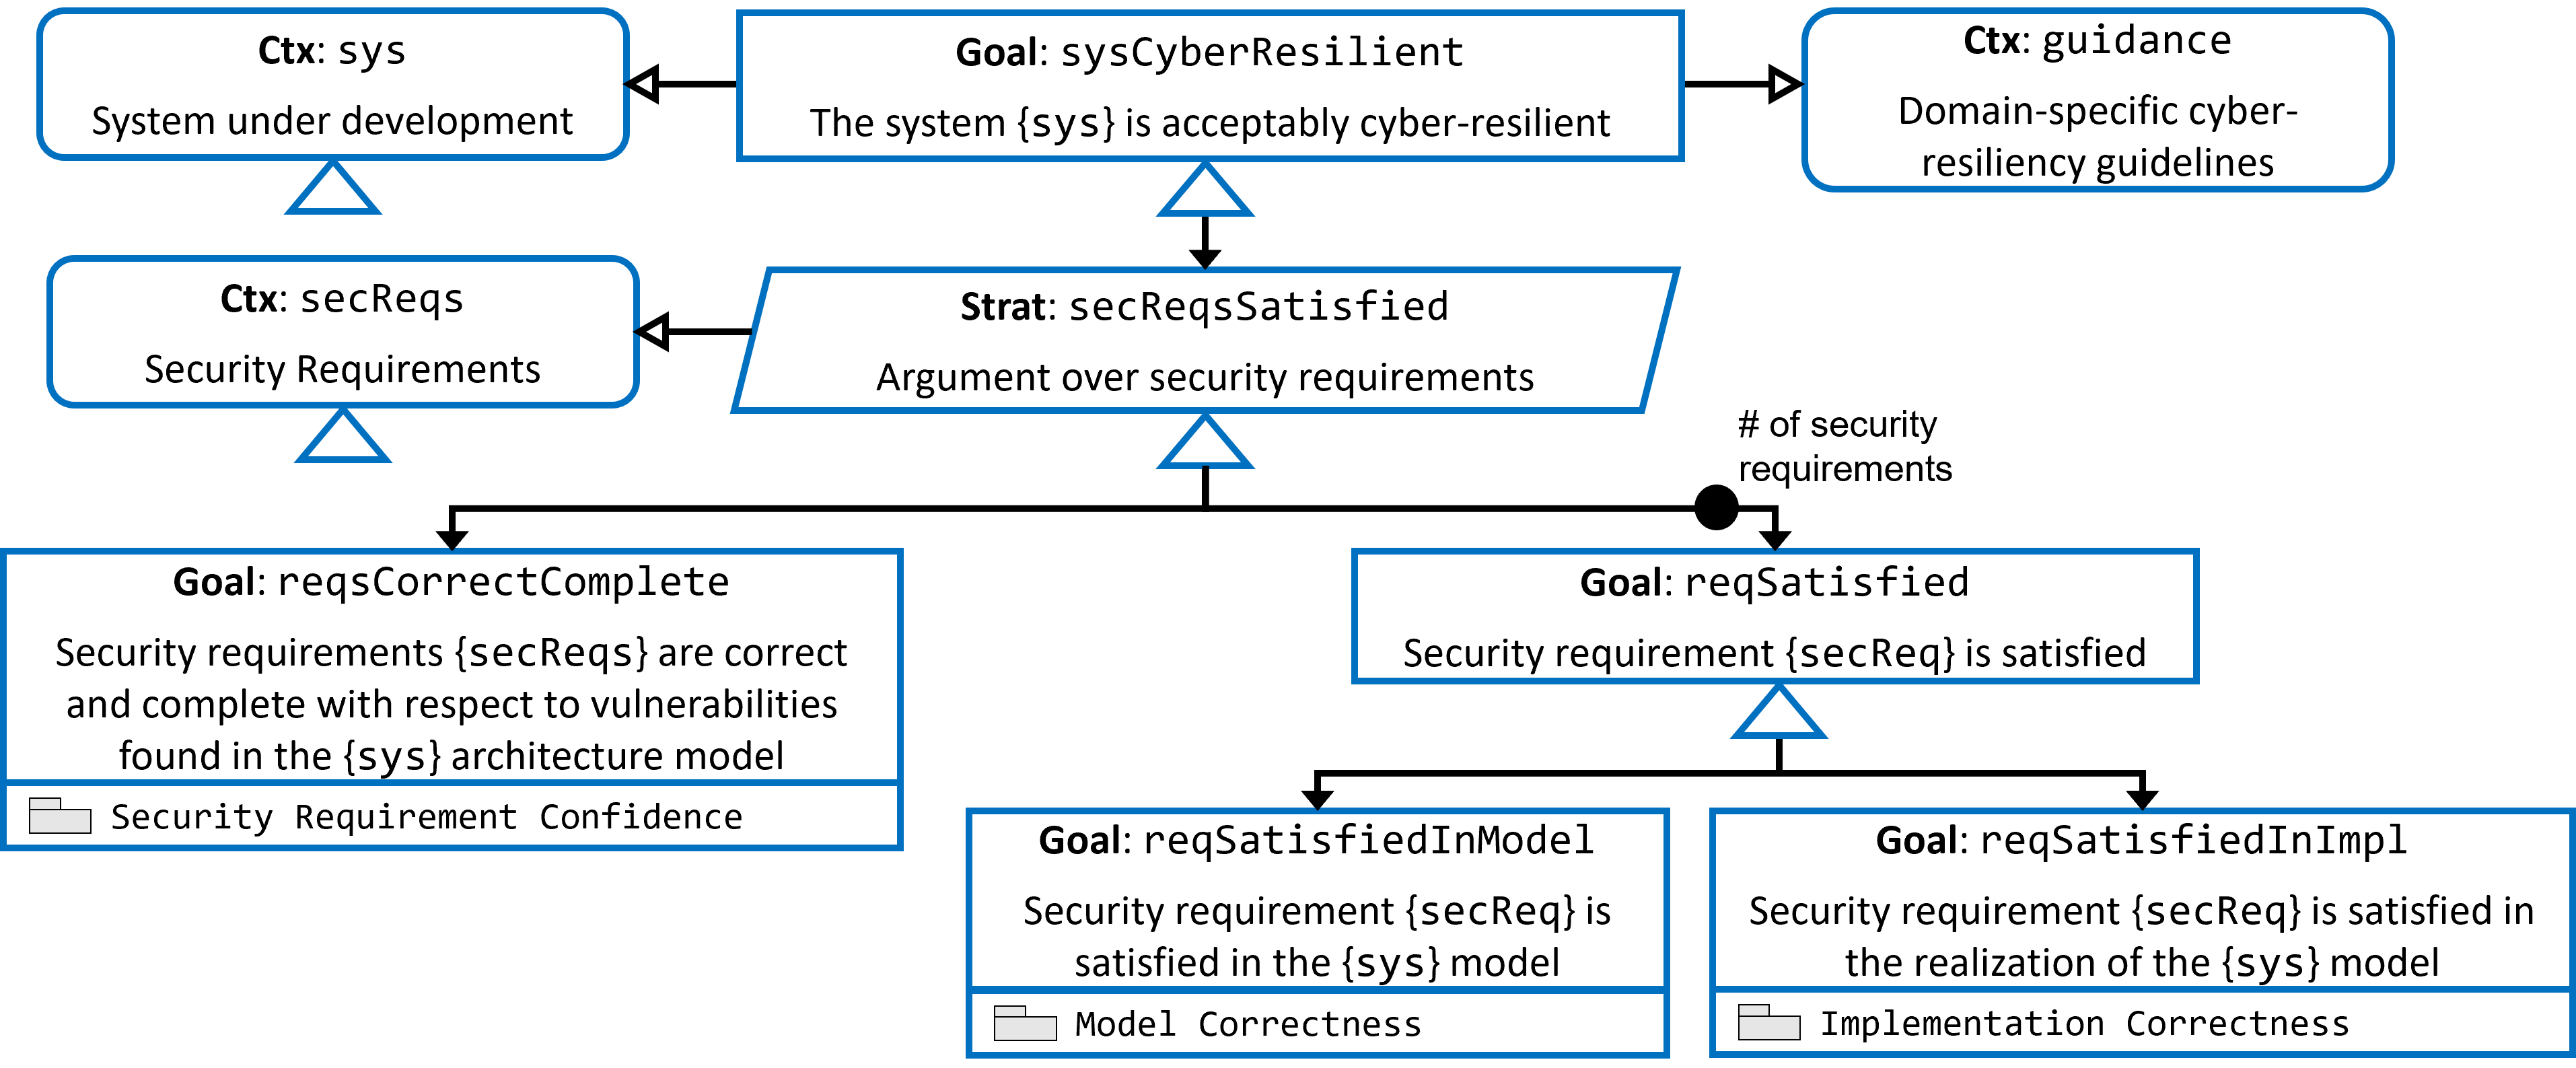 Ctx: sys
System under development
Goal: sysCyberResilient
The system {sys} is acceptably cyber-resilient
Ctx: guidance
Domain-specific cyber-
resiliency guidelines
Ctx: secReqs
Security Requirements
Strat: secReqsSatisfied
Argument over security requirements
# of security
requirements
Goal: reqsCorrectComplete
Security requirements {secReqs} are correct
and complete with respect to vulnerabilities
found in the {sys} architecture model
Security Requirement Confidence
Goal: reqSatisfied
Security requirement {secReq} is satisfied
Goal: reqSatisfiedInModel
Security requirement {secReq} is
satisfied in the {sys} model
Model Correctness
Goal: reqSatisfiedInImpl
Security requirement {secReq} is satisfied in
the realization of the {sys} model
Implementation Correctness